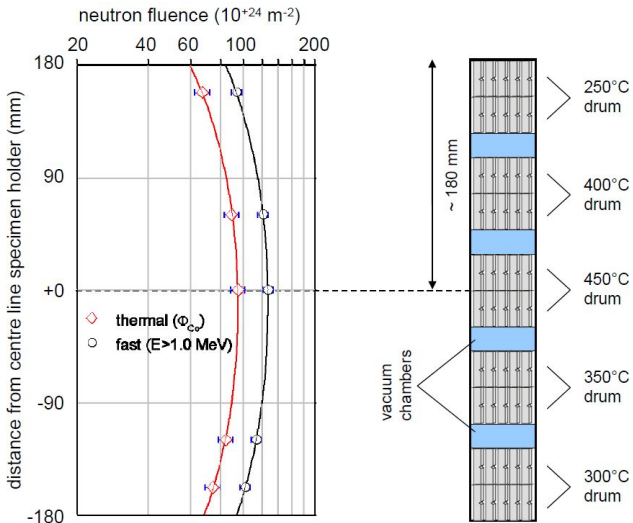 neutron fluence (10⁺²⁴ m⁻²)
20 40 60 100 200
180
90
+0
-90
-180
distance from centre line specimen holder (mm)
thermal (Φ_Co)
fast (E>1.0 MeV)
~ 180 mm
vacuum
chambers
250°C
drum
400°C
drum
450°C
drum
350°C
drum
300°C
drum